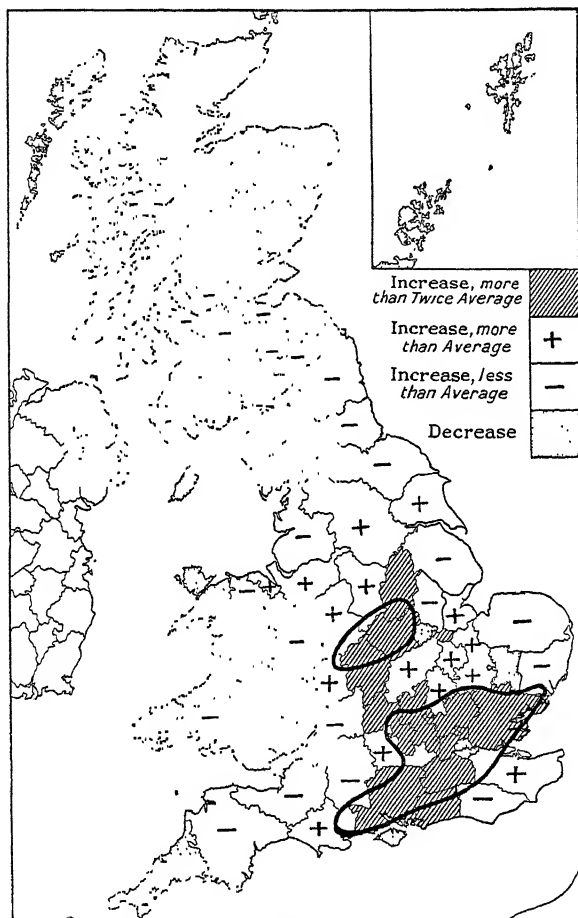 Increase, more
than Twice Average
Increase, more
than Average
Increase, less
than Average
Decrease